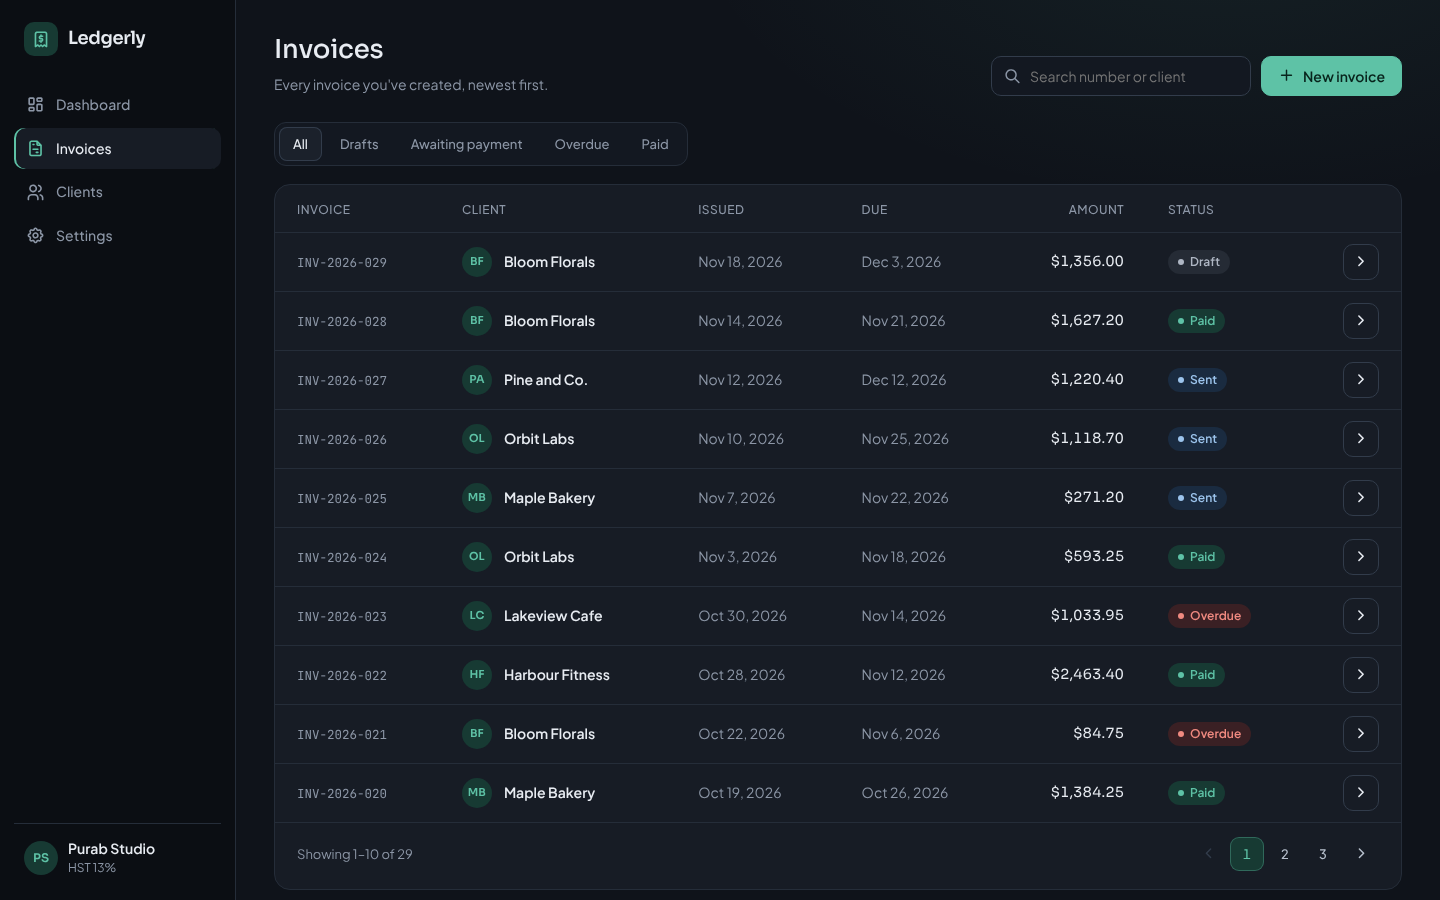 Ledgerly
Dashboard
Invoices
Clients
Settings
PS Purab Studio
HST 13%
Invoices
Every invoice you've created, newest first.
Search number or client
New invoice
All Drafts Awaiting payment Overdue Paid
INVOICE CLIENT ISSUED DUE AMOUNT STATUS
INV-2026-029 BF Bloom Florals Nov 18, 2026 Dec 3, 2026 $1,356.00 Draft
INV-2026-028 BF Bloom Florals Nov 14, 2026 Nov 21, 2026 $1,627.20 Paid
INV-2026-027 PA Pine and Co. Nov 12, 2026 Dec 12, 2026 $1,220.40 Sent
INV-2026-026 OL Orbit Labs Nov 10, 2026 Nov 25, 2026 $1,118.70 Sent
INV-2026-025 MB Maple Bakery Nov 7, 2026 Nov 22, 2026 $271.20 Sent
INV-2026-024 OL Orbit Labs Nov 3, 2026 Nov 18, 2026 $593.25 Paid
INV-2026-023 LC Lakeview Cafe Oct 30, 2026 Nov 14, 2026 $1,033.95 Overdue
INV-2026-022 HF Harbour Fitness Oct 28, 2026 Nov 12, 2026 $2,463.40 Paid
INV-2026-021 BF Bloom Florals Oct 22, 2026 Nov 6, 2026 $84.75 Overdue
INV-2026-020 MB Maple Bakery Oct 19, 2026 Oct 26, 2026 $1,384.25 Paid
Showing 1–10 of 29 1 2 3